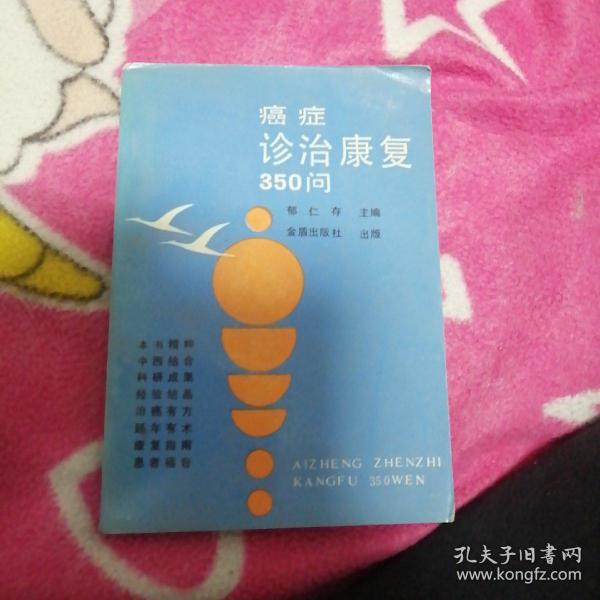 癌症
诊治康复
350问
郁仁存 主编
金盾出版社 出版
本书精粹
中西结合
科研成果
经验结晶
治癌有方
延年有术
康复指南
患者福音
AIZHENG ZHENZHI
KANGFU 350WEN
孔夫子旧书网
www.kongfz.com